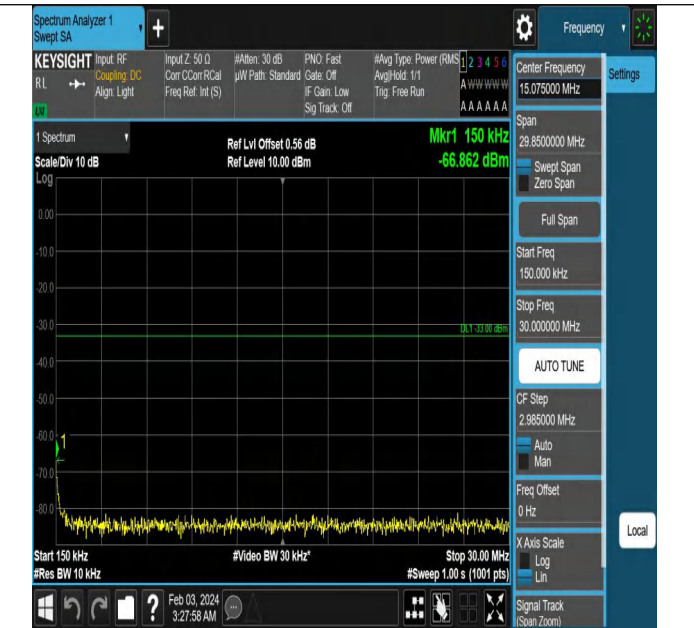 Spectrum Analyzer 1
Swept SA
+
Frequency
KEYSIGHT
RL
LXI
Input: RF
Coupling: DC
Align: Light
Input Z: 50 Ω
Corr CCorr RCal
Freq Ref: Int (S)
#Atten: 30 dB
µW Path: Standard
PNO: Fast
Gate: Off
IF Gain: Low
Sig Track: Off
#Avg Type: Power (RMS
Avg|Hold: 1/1
Trig: Free Run
1 2 3 4 5 6
A W W W W W
A A A A A A
1 Spectrum
Scale/Div 10 dB
Log
Ref Lvl Offset 0.56 dB
Ref Level 10.00 dBm
Mkr1 150 kHz
-66.862 dBm
0.00
-10.0
-20.0
-30.0
DL1 -33.00 dBm
-40.0
-50.0
-60.0
1
-70.0
-80.0
Start 150 kHz
#Res BW 10 kHz
#Video BW 30 kHz*
Stop 30.00 MHz
#Sweep 1.00 s (1001 pts)
?
Feb 03, 2024
3:27:58 AM
Center Frequency
15.075000 MHz
Settings
Span
29.8500000 MHz
Swept Span
Zero Span
Full Span
Start Freq
150.000 kHz
Stop Freq
30.000000 MHz
AUTO TUNE
CF Step
2.985000 MHz
Auto
Man
Freq Offset
0 Hz
X Axis Scale
Log
Lin
Local
Signal Track
(Span Zoom)